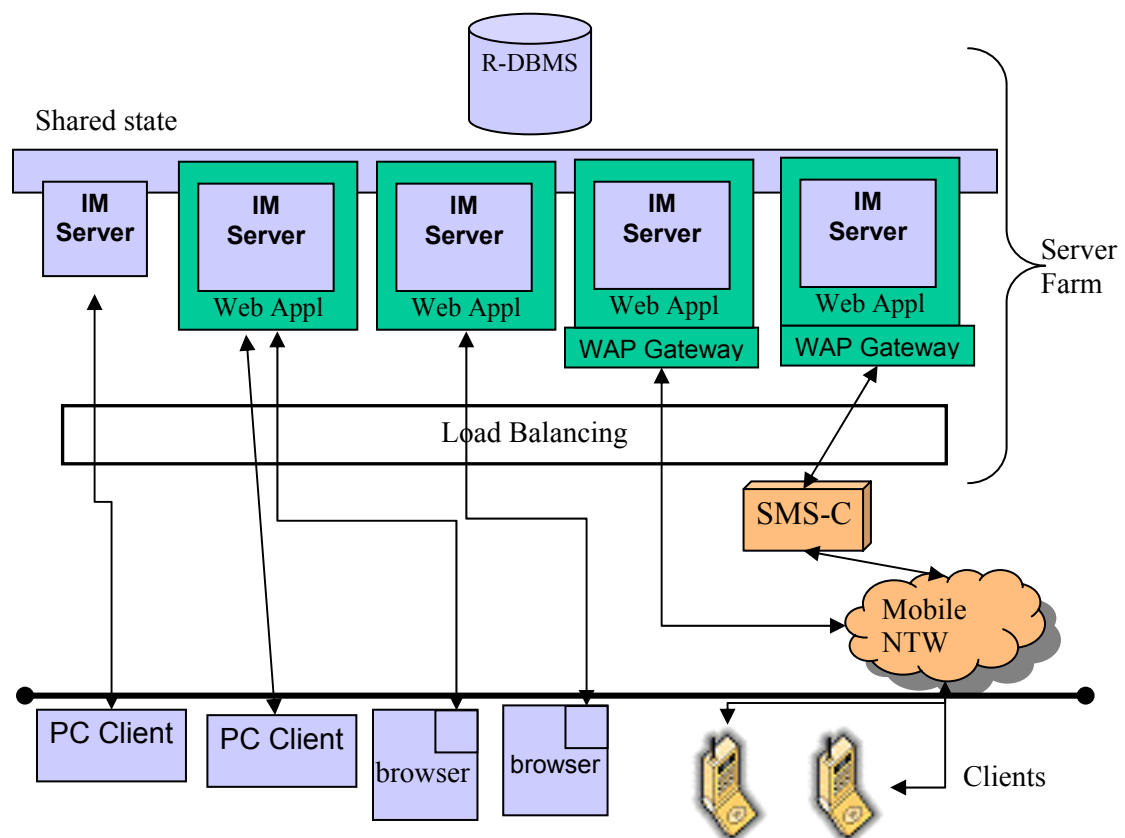 R-DBMS
Shared state
IM
Server
IM
Server
Web Appl
IM
Server
Web Appl
IM
Server
Web Appl
WAP Gateway
IM
Server
Web Appl
WAP Gateway
Server
Farm
Load Balancing
SMS-C
Mobile
NTW
PC Client
PC Client
browser
browser
Clients